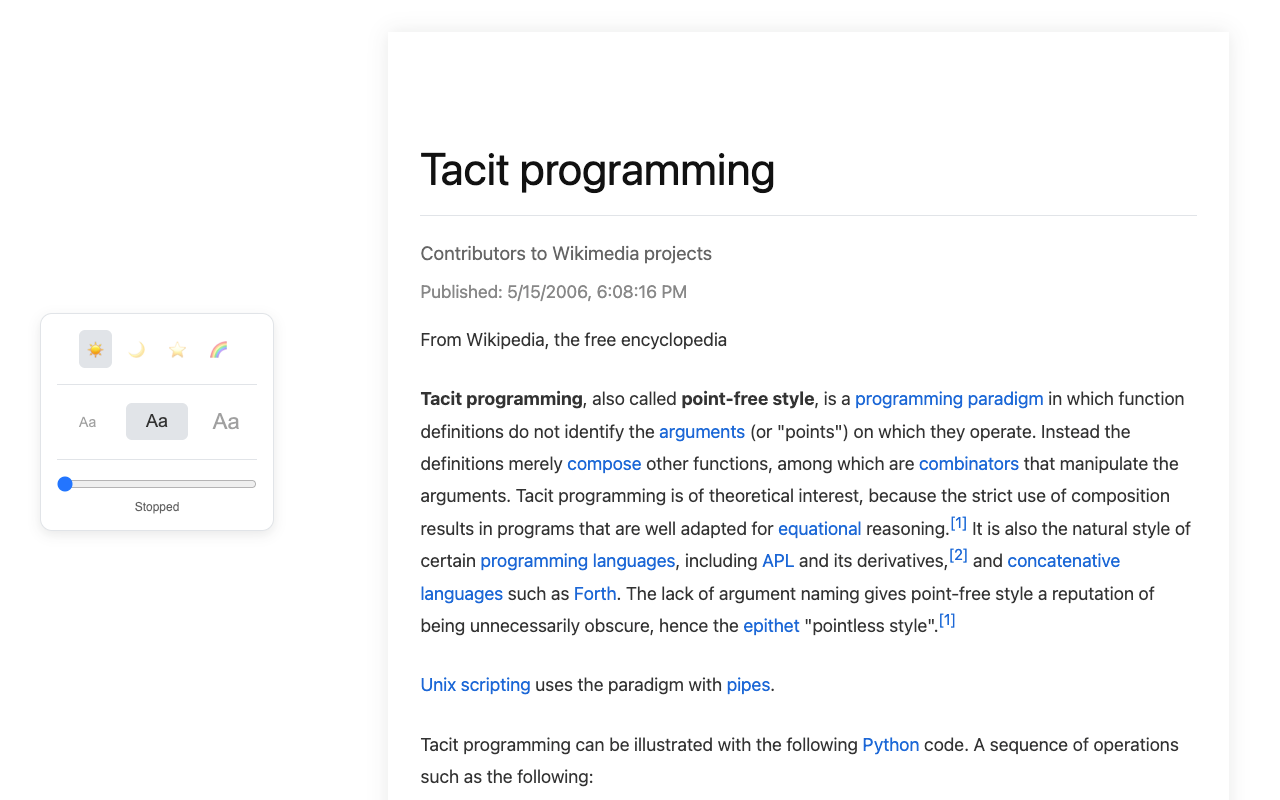 Tacit programming
Contributors to Wikimedia projects
Published: 5/15/2006, 6:08:16 PM
From Wikipedia, the free encyclopedia
Aa Aa Aa
Stopped
Tacit programming, also called point-free style, is a programming paradigm in which function
definitions do not identify the arguments (or "points") on which they operate. Instead the
definitions merely compose other functions, among which are combinators that manipulate the
arguments. Tacit programming is of theoretical interest, because the strict use of composition
results in programs that are well adapted for equational reasoning.[1] It is also the natural style of
certain programming languages, including APL and its derivatives,[2] and concatenative
languages such as Forth. The lack of argument naming gives point-free style a reputation of
being unnecessarily obscure, hence the epithet "pointless style".[1]
Unix scripting uses the paradigm with pipes.
Tacit programming can be illustrated with the following Python code. A sequence of operations
such as the following: